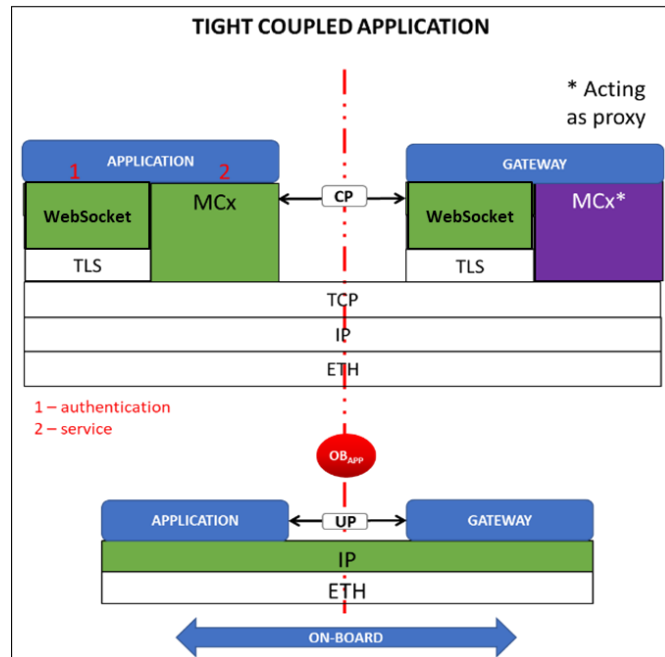 TIGHT COUPLED APPLICATION
* Acting
as proxy
APPLICATION
GATEWAY
1
2
WebSocket
MCx
CP
WebSocket
MCx*
TLS
TLS
TCP
IP
ETH
1 – authentication
2 – service
OBAPP
APPLICATION
UP
GATEWAY
IP
ETH
ON-BOARD